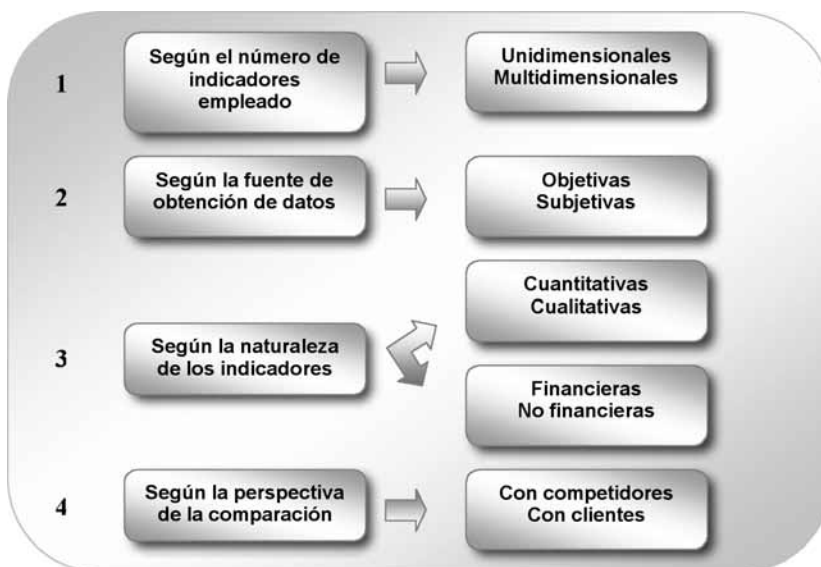 1
Según el número de
indicadores
empleado
Unidimensionales
Multidimensionales
2
Según la fuente de
obtención de datos
Objetivas
Subjetivas
3
Según la naturaleza
de los indicadores
Cuantitativas
Cualitativas
Financieras
No financieras
4
Según la perspectiva
de la comparación
Con competidores
Con clientes